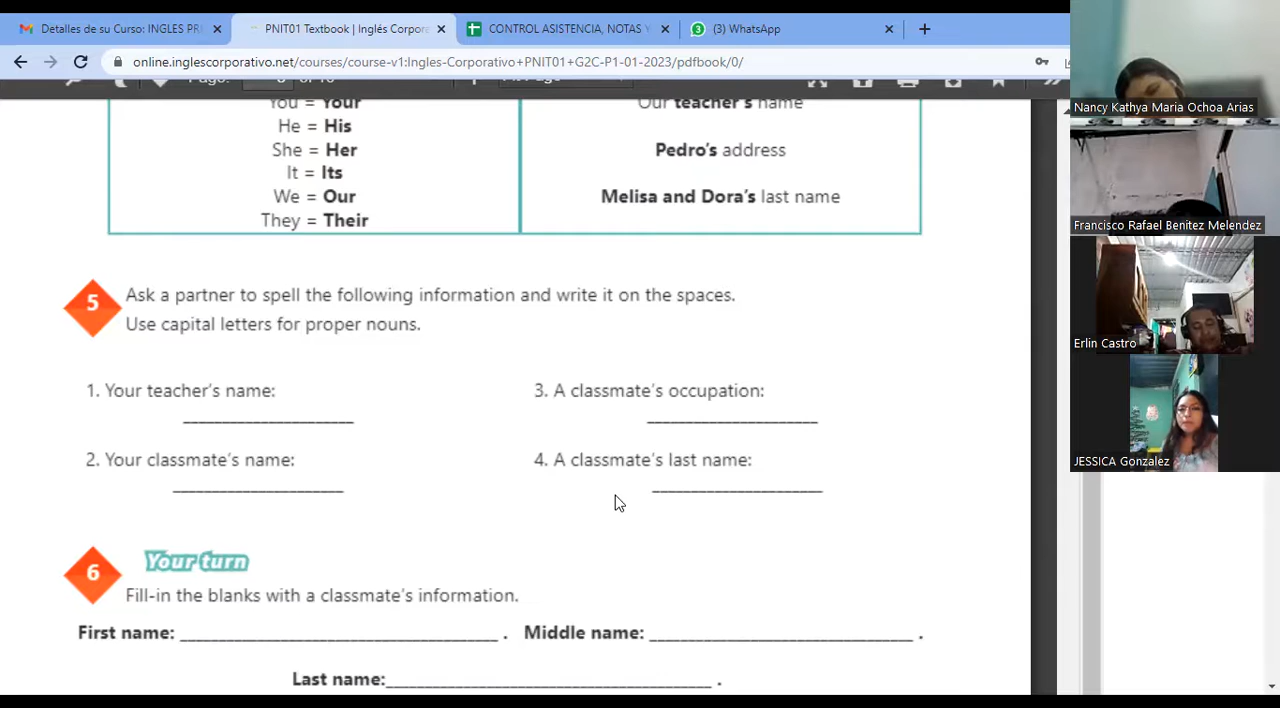 Detalles de su Curso: INGLES PRI
PNIT01 Textbook | Inglés Corpora
CONTROL ASISTENCIA, NOTAS Y
(3) WhatsApp
online.inglescorporativo.net/courses/course-v1:Ingles-Corporativo+PNIT01+G2C-P1-01-2023/pdfbook/0/
You = Your
He = His
She = Her
It = Its
We = Our
They = Their
Our teacher's name
Pedro's address
Melisa and Dora's last name
5
Ask a partner to spell the following information and write it on the spaces.
Use capital letters for proper nouns.
1. Your teacher's name:
2. Your classmate's name:
3. A classmate's occupation:
4. A classmate's last name:
6
Your turn
Fill-in the blanks with a classmate's information.
First name: . Middle name: .
Last name: .
Nancy Kathya Maria Ochoa Arias
Francisco Rafael Benitez Melendez
Erlin Castro
JESSICA Gonzalez